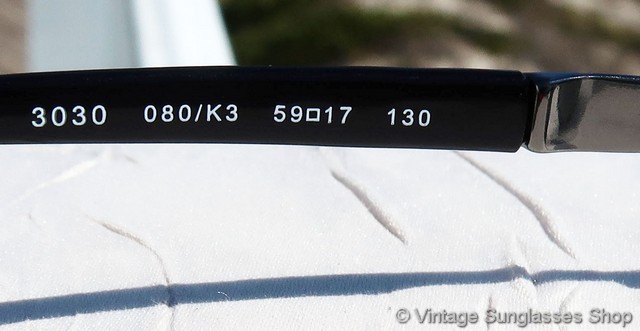 3030 080/K3 59□17 130
© Vintage Sunglasses Shop